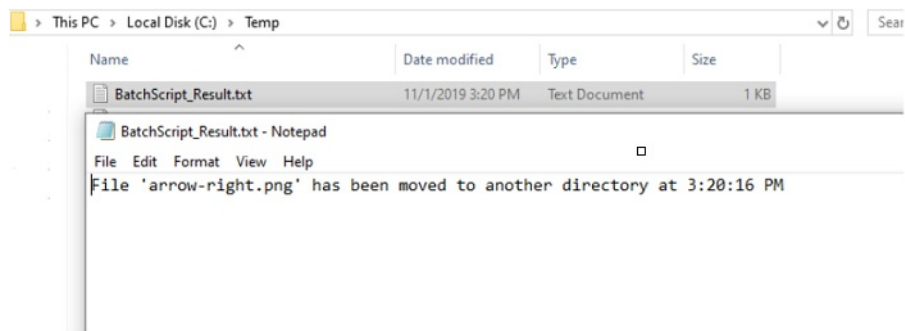 This PC > Local Disk (C:) > Temp
Sear
Name Date modified Type Size
BatchScript_Result.txt 11/1/2019 3:20 PM Text Document 1 KB
BatchScript_Result.txt - Notepad
File Edit Format View Help
File 'arrow-right.png' has been moved to another directory at 3:20:16 PM